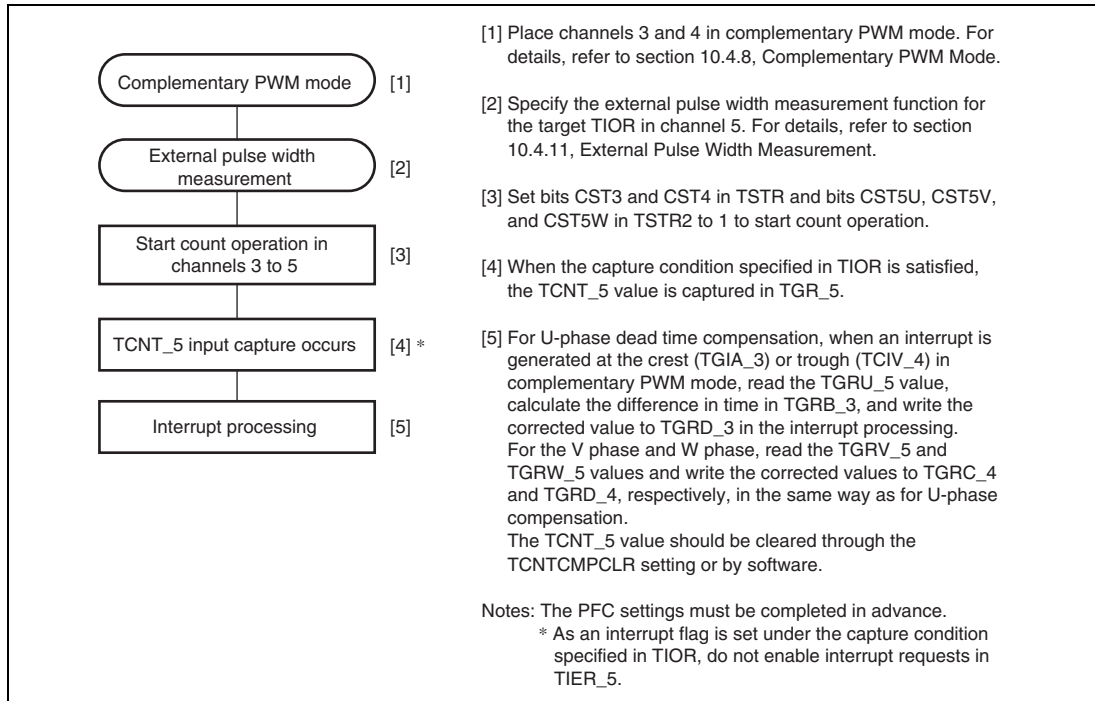 Complementary PWM mode [1]
External pulse width
measurement [2]
Start count operation in
channels 3 to 5 [3]
TCNT_5 input capture occurs [4] *
Interrupt processing [5]
[1] Place channels 3 and 4 in complementary PWM mode. For
details, refer to section 10.4.8, Complementary PWM Mode.
[2] Specify the external pulse width measurement function for
the target TIOR in channel 5. For details, refer to section
10.4.11, External Pulse Width Measurement.
[3] Set bits CST3 and CST4 in TSTR and bits CST5U, CST5V,
and CST5W in TSTR2 to 1 to start count operation.
[4] When the capture condition specified in TIOR is satisfied,
the TCNT_5 value is captured in TGR_5.
[5] For U-phase dead time compensation, when an interrupt is
generated at the crest (TGIA_3) or trough (TCIV_4) in
complementary PWM mode, read the TGRU_5 value,
calculate the difference in time in TGRB_3, and write the
corrected value to TGRD_3 in the interrupt processing.
For the V phase and W phase, read the TGRV_5 and
TGRW_5 values and write the corrected values to TGRC_4
and TGRD_4, respectively, in the same way as for U-phase
compensation.
The TCNT_5 value should be cleared through the
TCNTCMPCLR setting or by software.
Notes: The PFC settings must be completed in advance.
* As an interrupt flag is set under the capture condition
specified in TIOR, do not enable interrupt requests in
TIER_5.